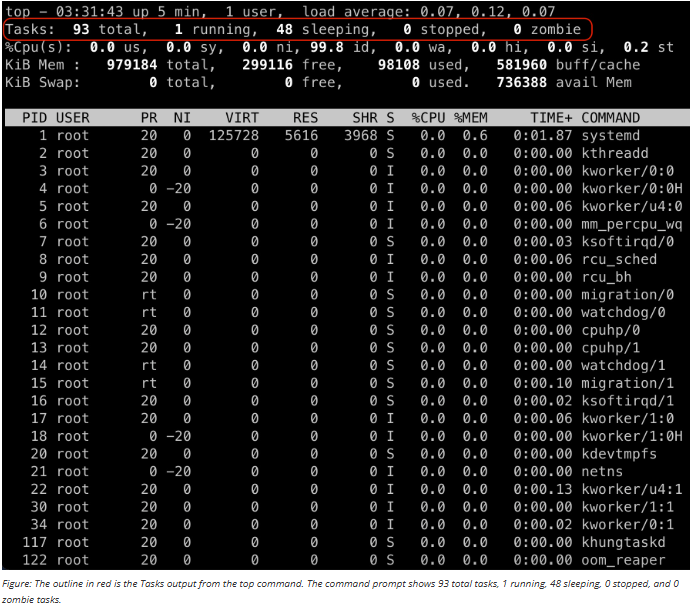 top - 03:31:43 up 5 min,  1 user,  load average: 0.07, 0.12, 0.07
Tasks:  93 total,   1 running,  48 sleeping,   0 stopped,   0 zombie
%Cpu(s):  0.0 us,  0.0 sy,  0.0 ni, 99.8 id,  0.0 wa,  0.0 hi,  0.0 si,  0.2 st
KiB Mem :   979184 total,   299116 free,    98108 used,   581960 buff/cache
KiB Swap:        0 total,        0 free,        0 used.   736388 avail Mem
PID USER      PR  NI    VIRT    RES    SHR S  %CPU %MEM     TIME+ COMMAND
1 root      20   0  125728   5616   3968 S   0.0  0.6   0:01.87 systemd
2 root      20   0       0      0      0 S   0.0  0.0   0:00.00 kthreadd
3 root      20   0       0      0      0 I   0.0  0.0   0:00.00 kworker/0:0
4 root       0 -20       0      0      0 I   0.0  0.0   0:00.00 kworker/0:0H
5 root      20   0       0      0      0 I   0.0  0.0   0:00.06 kworker/u4:0
6 root       0 -20       0      0      0 I   0.0  0.0   0:00.00 mm_percpu_wq
7 root      20   0       0      0      0 S   0.0  0.0   0:00.03 ksoftirqd/0
8 root      20   0       0      0      0 I   0.0  0.0   0:00.06 rcu_sched
9 root      20   0       0      0      0 I   0.0  0.0   0:00.00 rcu_bh
10 root      rt   0       0      0      0 S   0.0  0.0   0:00.00 migration/0
11 root      rt   0       0      0      0 S   0.0  0.0   0:00.00 watchdog/0
12 root      20   0       0      0      0 S   0.0  0.0   0:00.00 cpuhp/0
13 root      20   0       0      0      0 S   0.0  0.0   0:00.00 cpuhp/1
14 root      rt   0       0      0      0 S   0.0  0.0   0:00.00 watchdog/1
15 root      rt   0       0      0      0 S   0.0  0.0   0:00.10 migration/1
16 root      20   0       0      0      0 S   0.0  0.0   0:00.02 ksoftirqd/1
17 root      20   0       0      0      0 I   0.0  0.0   0:00.06 kworker/1:0
18 root       0 -20       0      0      0 I   0.0  0.0   0:00.00 kworker/1:0H
20 root      20   0       0      0      0 S   0.0  0.0   0:00.00 kdevtmpfs
21 root       0 -20       0      0      0 I   0.0  0.0   0:00.00 netns
22 root      20   0       0      0      0 I   0.0  0.0   0:00.13 kworker/u4:1
30 root      20   0       0      0      0 I   0.0  0.0   0:00.00 kworker/1:1
34 root      20   0       0      0      0 I   0.0  0.0   0:00.02 kworker/0:1
117 root      20   0       0      0      0 S   0.0  0.0   0:00.00 khungtaskd
122 root      20   0       0      0      0 S   0.0  0.0   0:00.00 oom_reaper
Figure: The outline in red is the Tasks output from the top command. The command prompt shows 93 total tasks, 1 running, 48 sleeping, 0 stopped, and 0
zombie tasks.